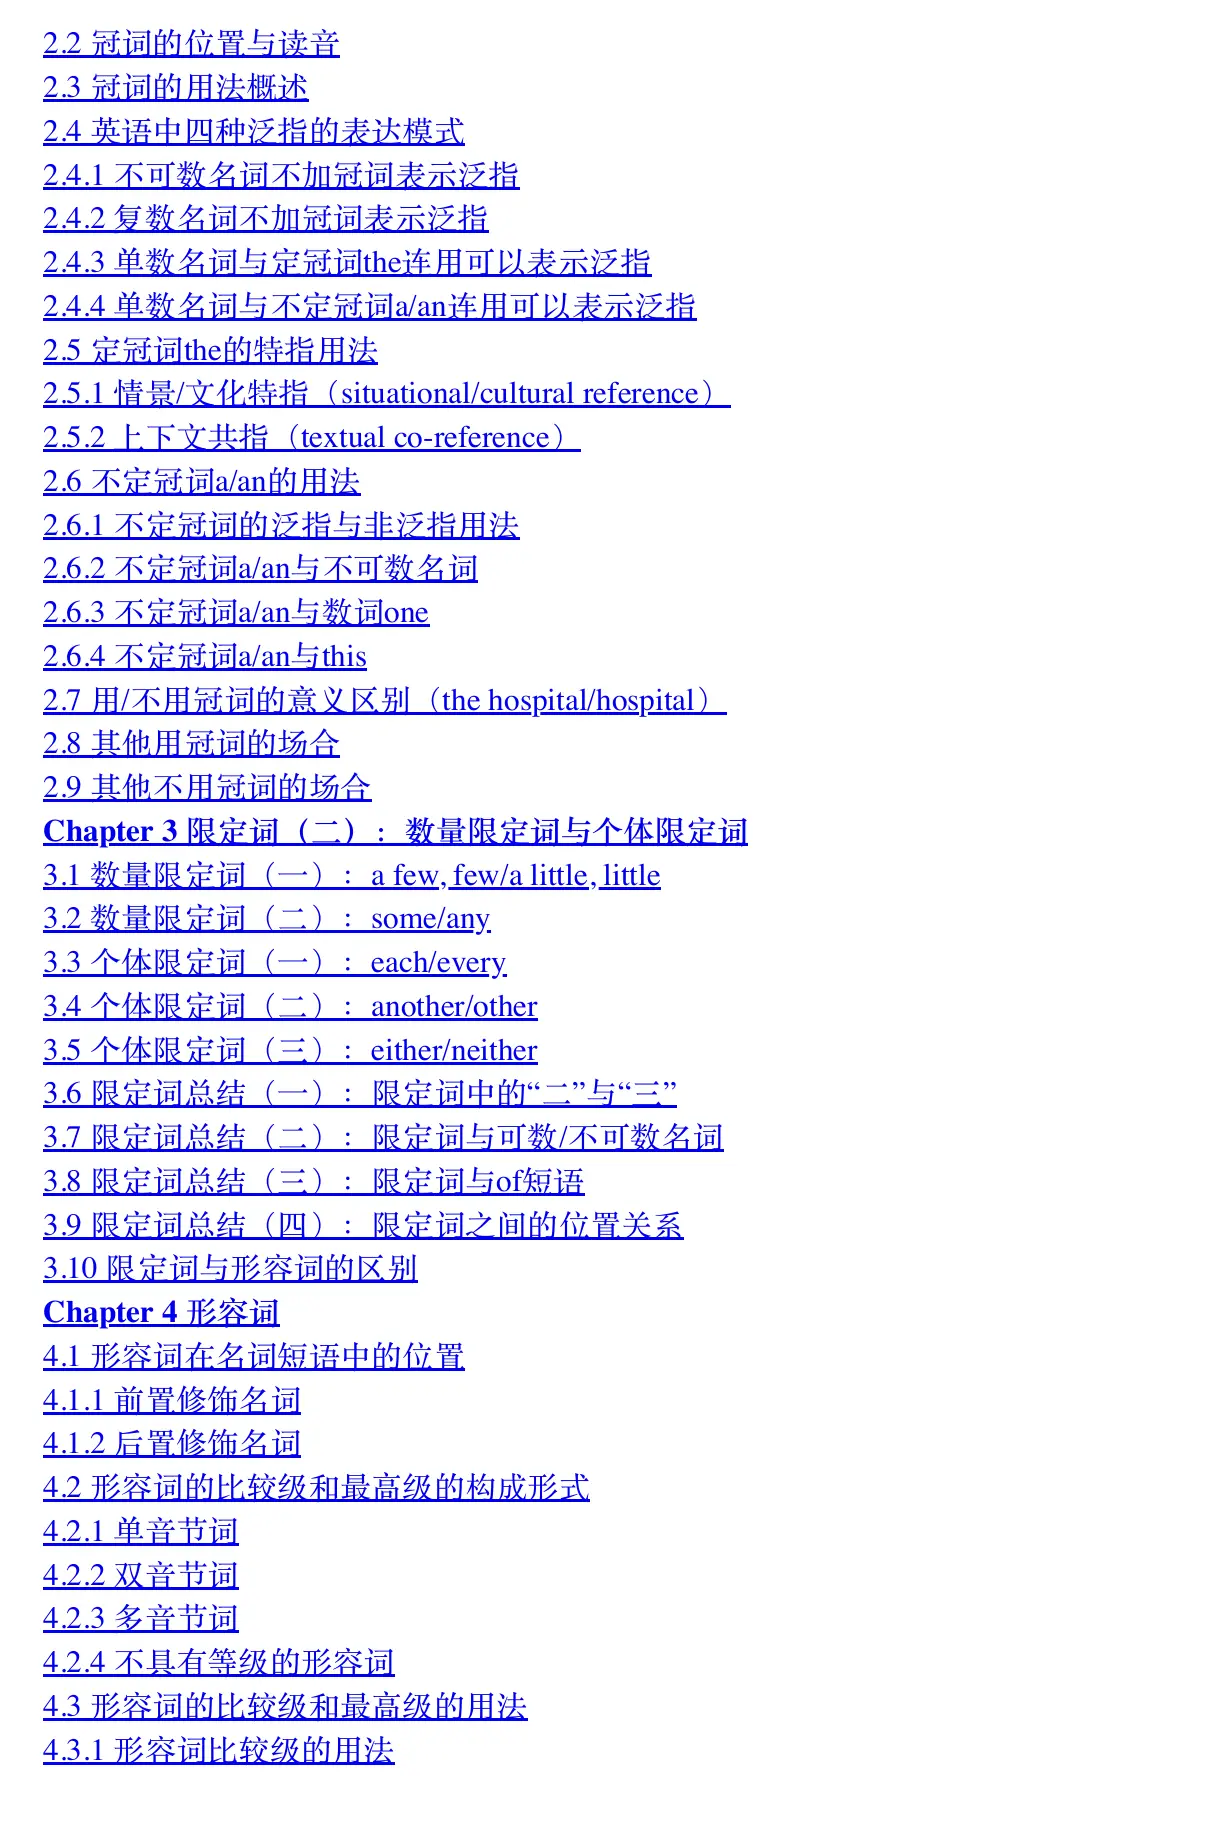 2.2 冠词的位置与读音
2.3 冠词的用法概述
2.4 英语中四种泛指的表达模式
2.4.1 不可数名词不加冠词表示泛指
2.4.2 复数名词不加冠词表示泛指
2.4.3 单数名词与定冠词the连用可以表示泛指
2.4.4 单数名词与不定冠词a/an连用可以表示泛指
2.5 定冠词the的特指用法
2.5.1 情景/文化特指（situational/cultural reference）
2.5.2 上下文共指（textual co-reference）
2.6 不定冠词a/an的用法
2.6.1 不定冠词的泛指与非泛指用法
2.6.2 不定冠词a/an与不可数名词
2.6.3 不定冠词a/an与数词one
2.6.4 不定冠词a/an与this
2.7 用/不用冠词的意义区别（the hospital/hospital）
2.8 其他用冠词的场合
2.9 其他不用冠词的场合
Chapter 3 限定词（二）：数量限定词与个体限定词
3.1 数量限定词（一）：a few, few/a little, little
3.2 数量限定词（二）：some/any
3.3 个体限定词（一）：each/every
3.4 个体限定词（二）：another/other
3.5 个体限定词（三）：either/neither
3.6 限定词总结（一）：限定词中的“二”与“三”
3.7 限定词总结（二）：限定词与可数/不可数名词
3.8 限定词总结（三）：限定词与of短语
3.9 限定词总结（四）：限定词之间的位置关系
3.10 限定词与形容词的区别
Chapter 4 形容词
4.1 形容词在名词短语中的位置
4.1.1 前置修饰名词
4.1.2 后置修饰名词
4.2 形容词的比较级和最高级的构成形式
4.2.1 单音节词
4.2.2 双音节词
4.2.3 多音节词
4.2.4 不具有等级的形容词
4.3 形容词的比较级和最高级的用法
4.3.1 形容词比较级的用法